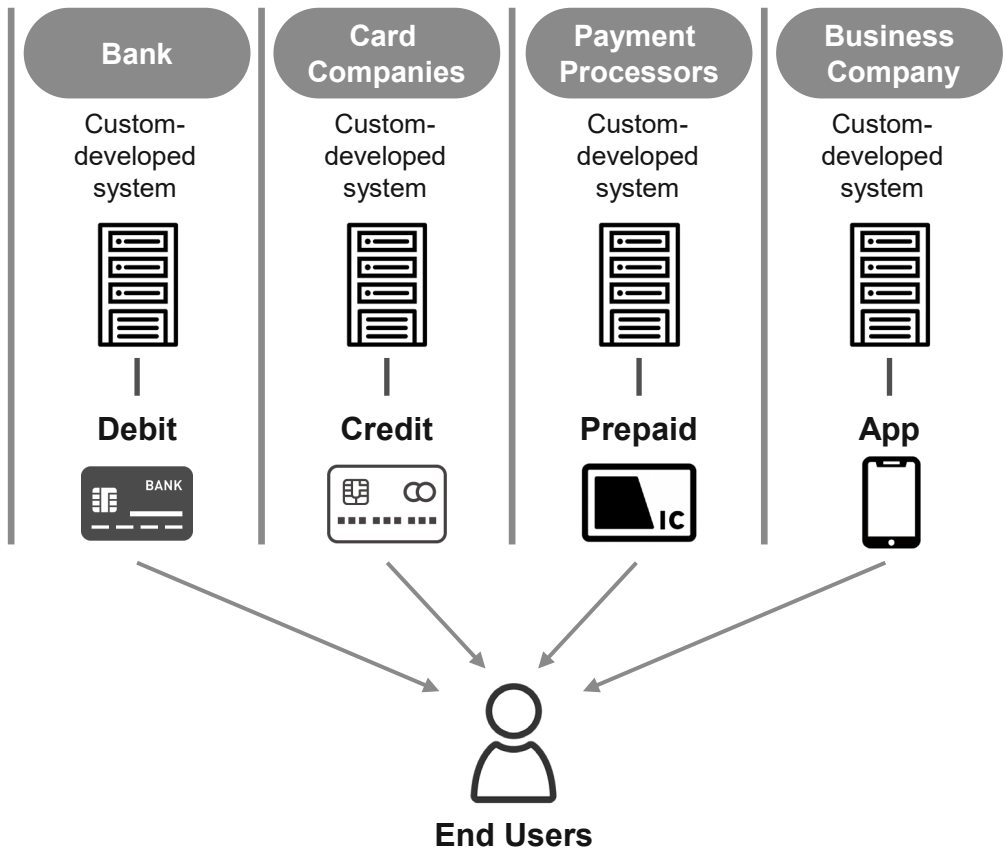 Bank
Card
Companies
Payment
Processors
Business
Company
Custom-
developed
system
Custom-
developed
system
Custom-
developed
system
Custom-
developed
system
Debit
Credit
Prepaid
App
BANK
IC
End Users